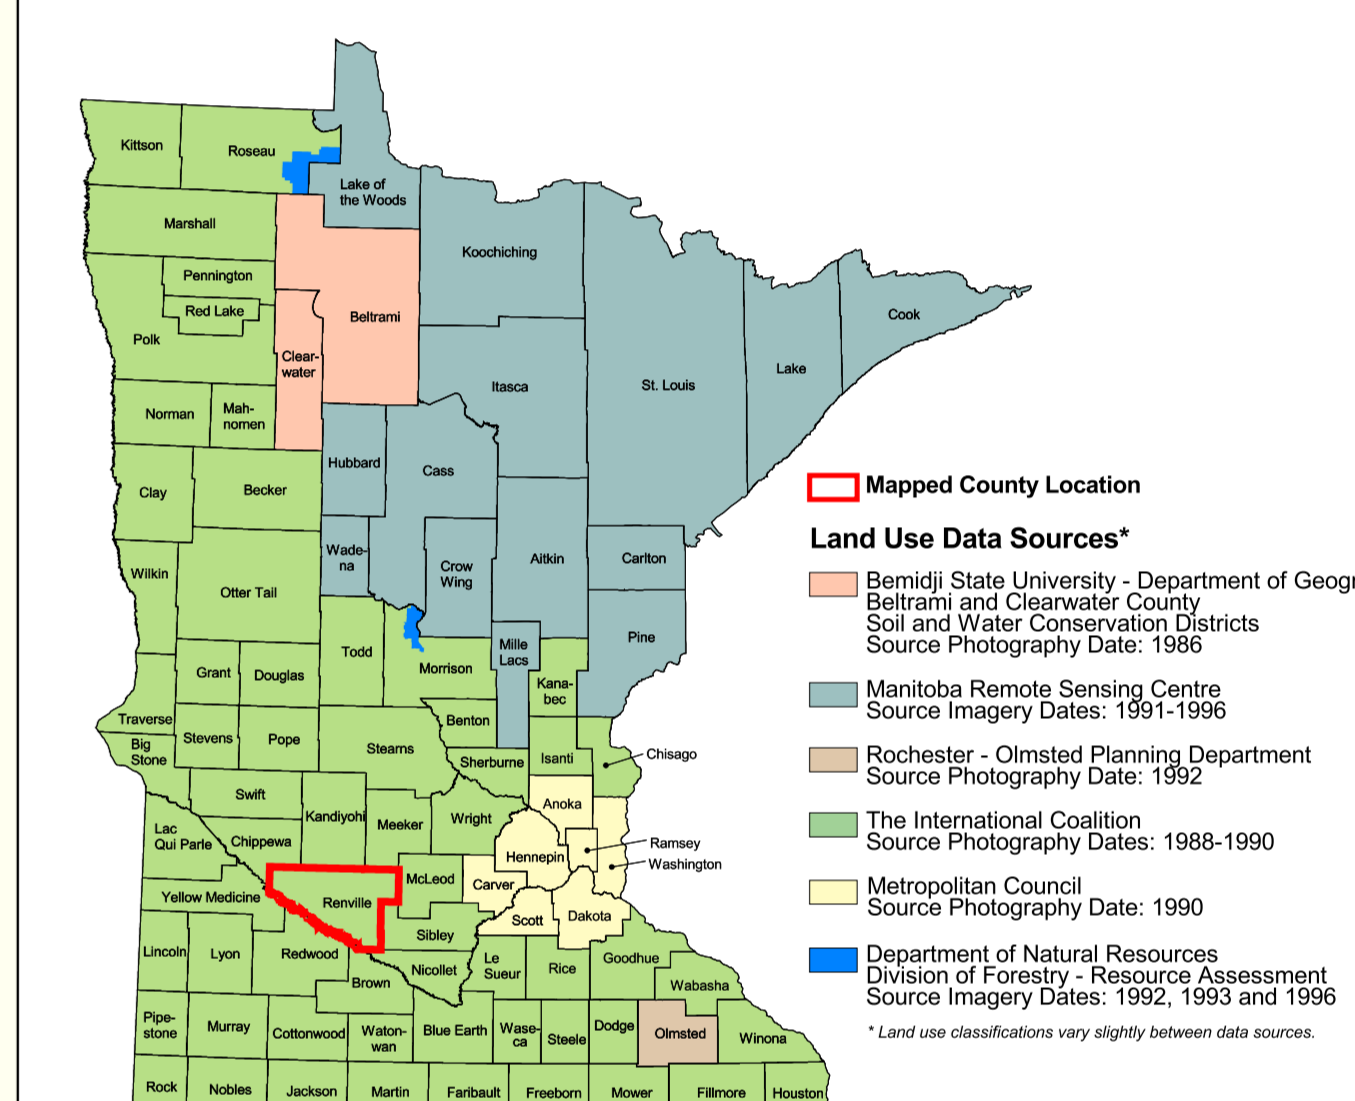 Kittson
Roseau
Lake of
the Woods
Marshall
Koochiching
Pennington
Red Lake
Beltrami
Cook
Polk
Clear-
water
Lake
Itasca
St. Louis
Norman
Mah-
nomen
Hubbard
Cass
Clay
Becker
Wade-
na
Crow
Wing
Aitkin
Carlton
Wilkin
Otter Tail
Mille
Lacs
Pine
Todd
Morrison
Grant
Douglas
Kana-
bec
Traverse
Benton
Big
Stone
Stevens
Pope
Stearns
Sherburne
Isanti
Chisago
Swift
Anoka
Kandiyohi
Meeker
Wright
Lac
Qui Parle
Chippewa
Ramsey
Hennepin
Washington
McLeod
Carver
Yellow Medicine
Renville
Scott
Dakota
Sibley
Lincoln
Lyon
Redwood
Nicollet
Le
Sueur
Rice
Goodhue
Brown
Wabasha
Pipe-
stone
Murray
Cottonwood
Waton-
wan
Blue Earth
Wase-
ca
Steele
Dodge
Olmsted
Winona
Rock
Nobles
Jackson
Martin
Faribault
Freeborn
Mower
Fillmore
Houston
Mapped County Location
Land Use Data Sources*
Bemidji State University - Department of Geogr
Beltrami and Clearwater County
Soil and Water Conservation Districts
Source Photography Date: 1986
Manitoba Remote Sensing Centre
Source Imagery Dates: 1991-1996
Rochester - Olmsted Planning Department
Source Photography Date: 1992
The International Coalition
Source Photography Dates: 1988-1990
Metropolitan Council
Source Photography Date: 1990
Department of Natural Resources
Division of Forestry - Resource Assessment
Source Imagery Dates: 1992, 1993 and 1996
* Land use classifications vary slightly between data sources.